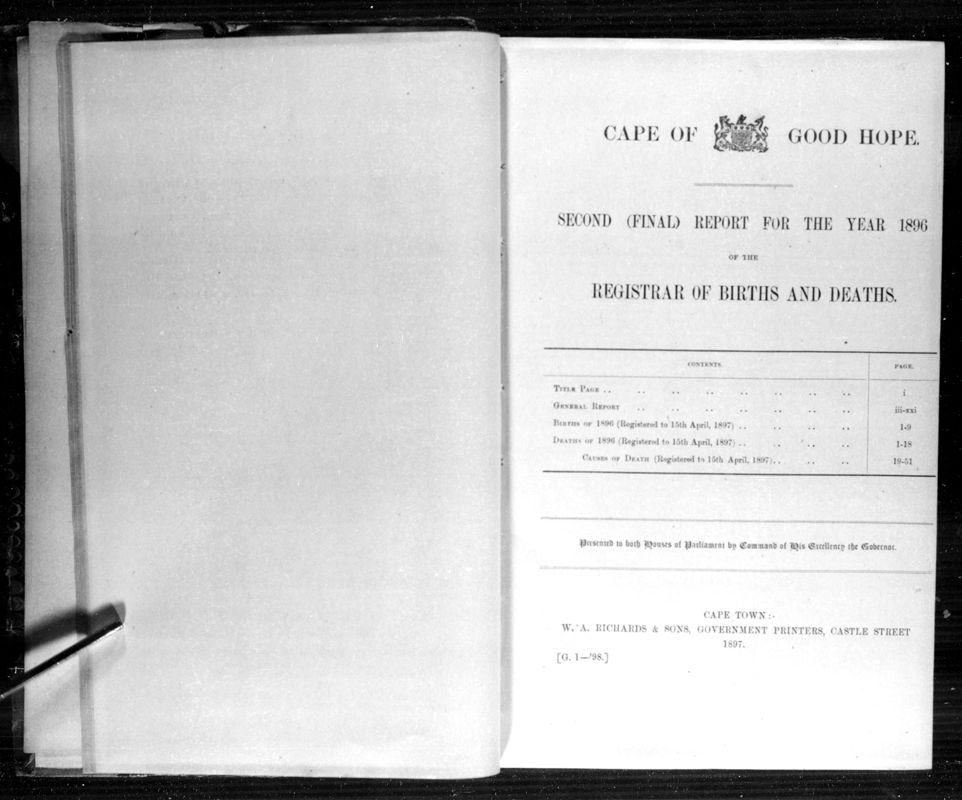 CAPE OF GOOD HOPE.
SECOND (FINAL) REPORT FOR THE YEAR 1896
OF THE
REGISTRAR OF BIRTHS AND DEATHS.
CONTENTS. PAGE.
TITLE PAGE .. .. .. .. .. .. .. .. i
GENERAL REPORT .. .. .. .. .. .. .. iii-xxi
BIRTHS OF 1896 (Registered to 15th April, 1897) .. .. .. .. 1-9
DEATHS OF 1896 (Registered to 15th April, 1897) .. .. .. .. 1-18
CAUSES OF DEATH (Registered to 15th April, 1897).. .. .. 19-51
Presented to both Houses of Parliament by Command of His Excellency the Governor.
CAPE TOWN:
W. A. RICHARDS & SONS, GOVERNMENT PRINTERS, CASTLE STREET
1897.
[G. 1—'98.]